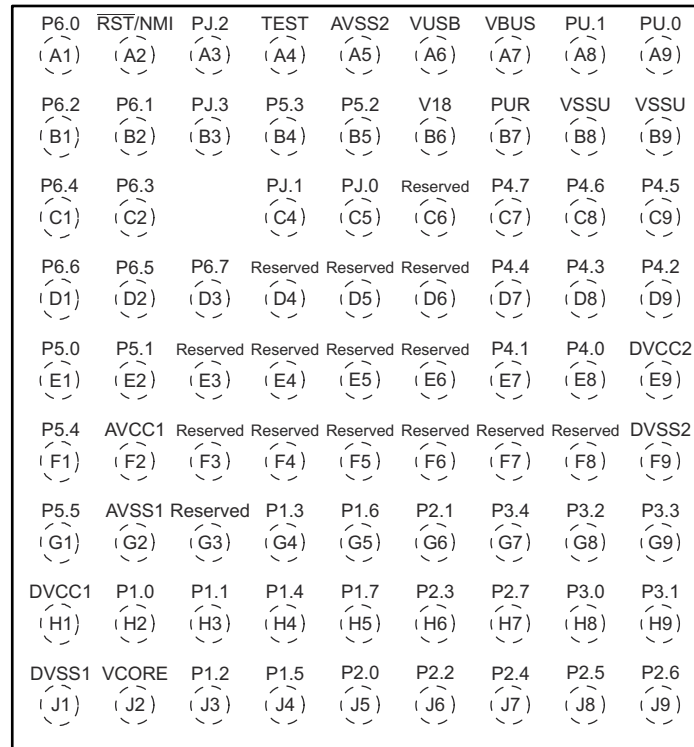 P6.0 RST/NMI PJ.2 TEST AVSS2 VUSB VBUS PU.1 PU.0
A1 A2 A3 A4 A5 A6 A7 A8 A9
P6.2 P6.1 PJ.3 P5.3 P5.2 V18 PUR VSSU VSSU
B1 B2 B3 B4 B5 B6 B7 B8 B9
P6.4 P6.3 PJ.1 PJ.0 Reserved P4.7 P4.6 P4.5
C1 C2 C4 C5 C6 C7 C8 C9
P6.6 P6.5 P6.7 Reserved Reserved Reserved P4.4 P4.3 P4.2
D1 D2 D3 D4 D5 D6 D7 D8 D9
P5.0 P5.1 Reserved Reserved Reserved Reserved P4.1 P4.0 DVCC2
E1 E2 E3 E4 E5 E6 E7 E8 E9
P5.4 AVCC1 Reserved Reserved Reserved Reserved Reserved Reserved DVSS2
F1 F2 F3 F4 F5 F6 F7 F8 F9
P5.5 AVSS1 Reserved P1.3 P1.6 P2.1 P3.4 P3.2 P3.3
G1 G2 G3 G4 G5 G6 G7 G8 G9
DVCC1 P1.0 P1.1 P1.4 P1.7 P2.3 P2.7 P3.0 P3.1
H1 H2 H3 H4 H5 H6 H7 H8 H9
DVSS1 VCORE P1.2 P1.5 P2.0 P2.2 P2.4 P2.5 P2.6
J1 J2 J3 J4 J5 J6 J7 J8 J9